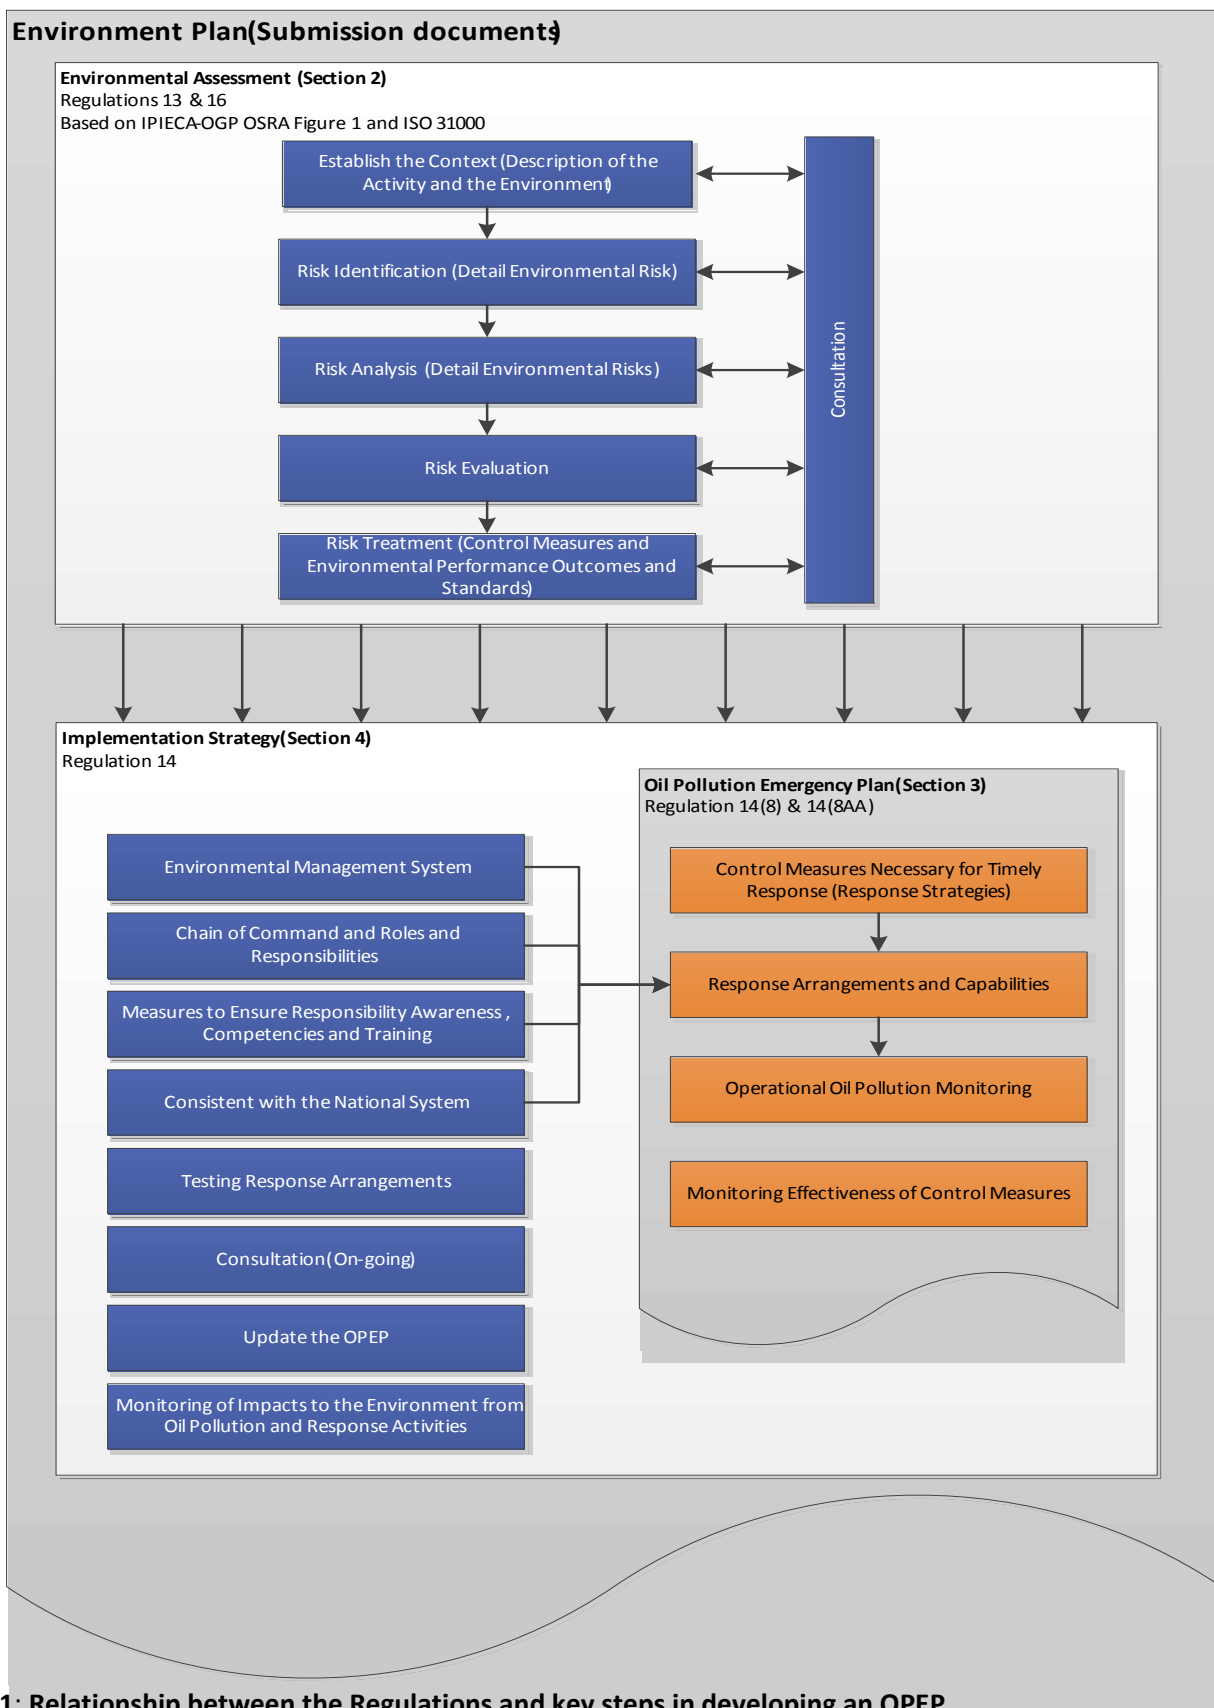 Environment Plan(Submission documents)
Environmental Assessment (Section 2)
Regulations 13 & 16
Based on IPIECA-OGP OSRA Figure 1 and ISO 31000
Establish the Context (Description of the
Activity and the Environment)
Risk Identification (Detail Environmental Risk)
Risk Analysis (Detail Environmental Risks)
Risk Evaluation
Risk Treatment (Control Measures and
Environmental Performance Outcomes and
Standards)
Consultation
Implementation Strategy(Section 4)
Regulation 14
Environmental Management System
Chain of Command and Roles and
Responsibilities
Measures to Ensure Responsibility Awareness ,
Competencies and Training
Consistent with the National System
Testing Response Arrangements
Consultation(On-going)
Update the OPEP
Monitoring of Impacts to the Environment from
Oil Pollution and Response Activities
Oil Pollution Emergency Plan(Section 3)
Regulation 14(8) & 14(8AA)
Control Measures Necessary for Timely
Response (Response Strategies)
Response Arrangements and Capabilities
Operational Oil Pollution Monitoring
Monitoring Effectiveness of Control Measures
1: Relationship between the Regulations and key steps in developing an OPEP